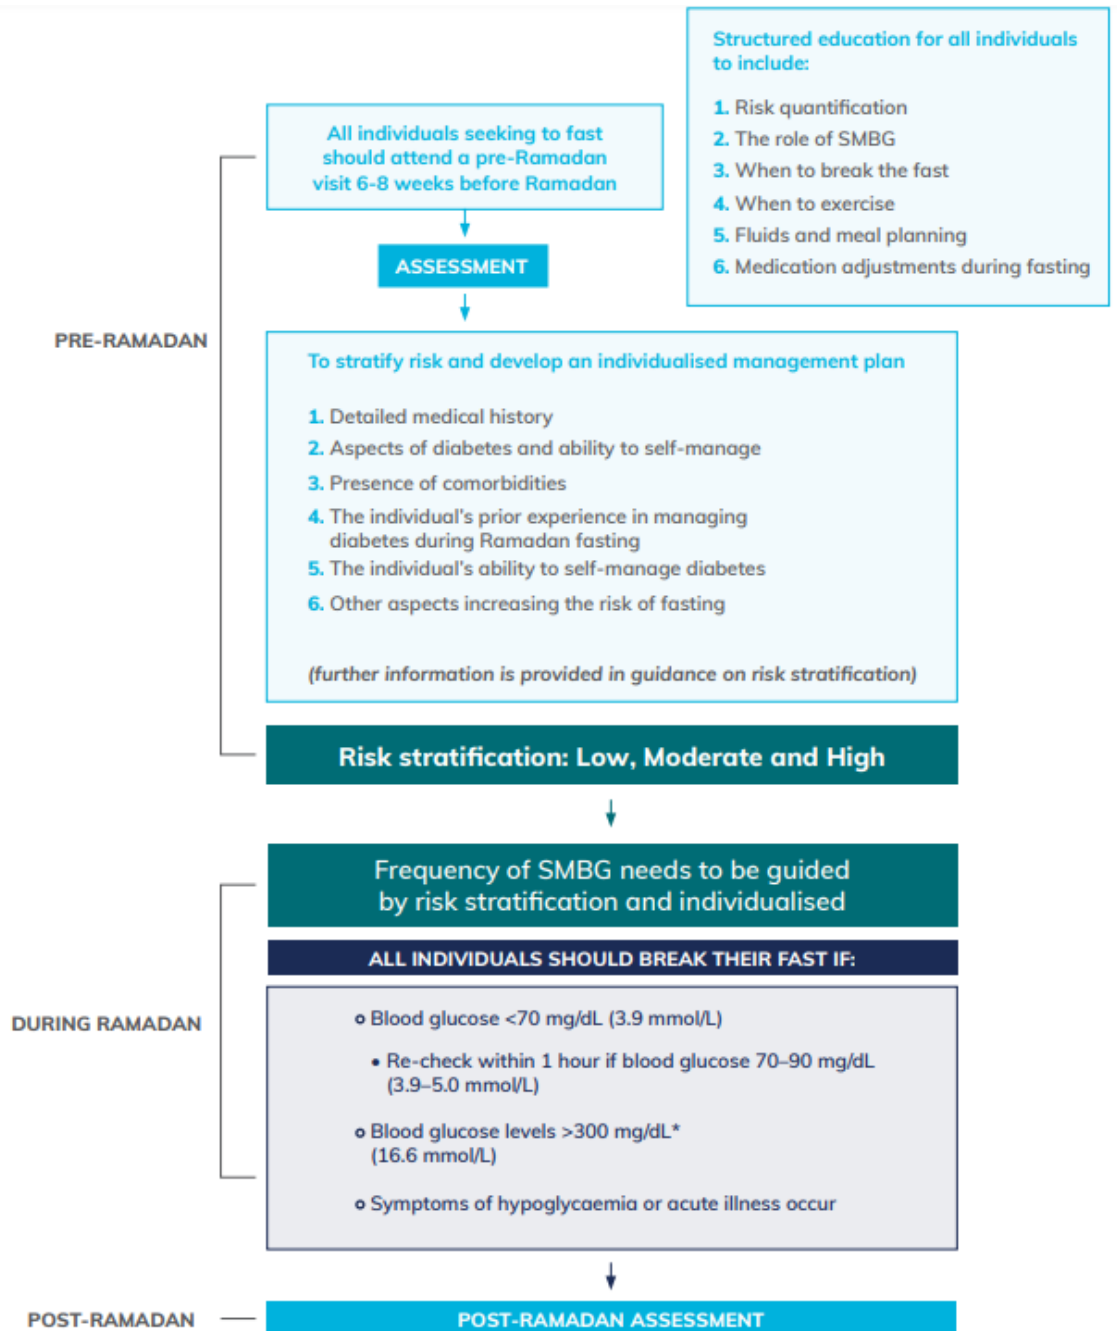 Structured education for all individuals
to include:
1. Risk quantification
2. The role of SMBG
3. When to break the fast
4. When to exercise
5. Fluids and meal planning
6. Medication adjustments during fasting
All individuals seeking to fast
should attend a pre-Ramadan
visit 6-8 weeks before Ramadan
ASSESSMENT
PRE-RAMADAN
To stratify risk and develop an individualised management plan
1. Detailed medical history
2. Aspects of diabetes and ability to self-manage
3. Presence of comorbidities
4. The individual's prior experience in managing
diabetes during Ramadan fasting
5. The individual's ability to self-manage diabetes
6. Other aspects increasing the risk of fasting
(further information is provided in guidance on risk stratification)
Risk stratification: Low, Moderate and High
Frequency of SMBG needs to be guided
by risk stratification and individualised
ALL INDIVIDUALS SHOULD BREAK THEIR FAST IF:
DURING RAMADAN
Blood glucose <70 mg/dL (3.9 mmol/L)
• Re-check within 1 hour if blood glucose 70–90 mg/dL
(3.9–5.0 mmol/L)
Blood glucose levels >300 mg/dL*
(16.6 mmol/L)
Symptoms of hypoglycaemia or acute illness occur
POST-RAMADAN
POST-RAMADAN ASSESSMENT